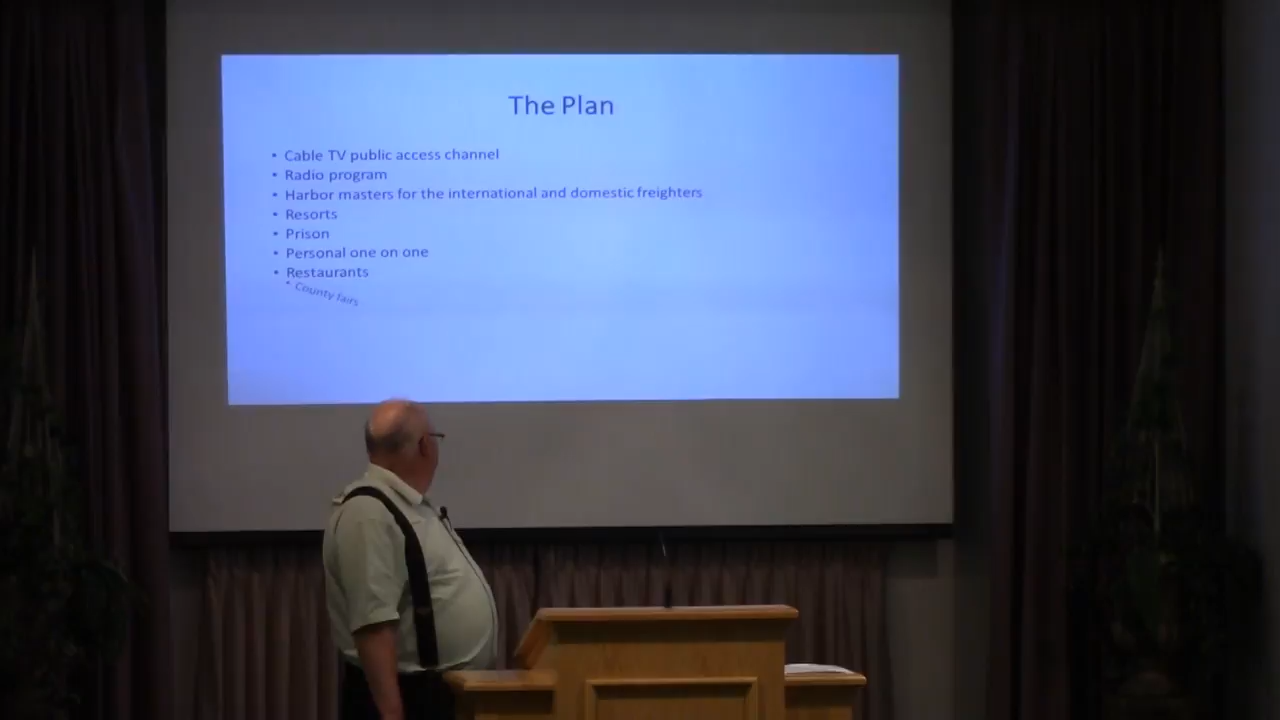 The Plan
• Cable TV public access channel
• Radio program
• Harbor masters for the international and domestic freighters
• Resorts
• Prison
• Personal one on one
• Restaurants
• County fairs